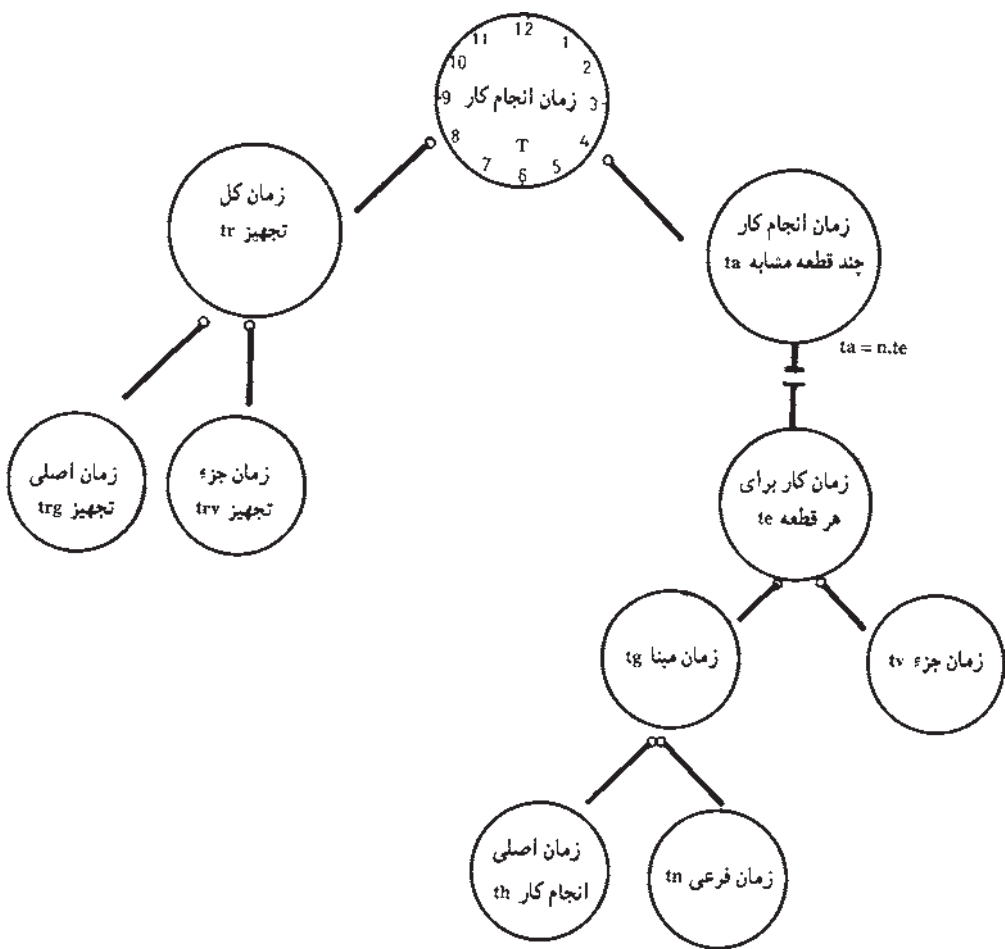 12
11
1
10
2
9
زمان انجام کار
3
8
4
T
7
5
6
زمان کل
تجهیز tr
زمان انجام کار
چند قطعه مشابه ta
ta = n.te
زمان اصلی
تجهیز trg
زمان جزء
تجهیز trv
زمان کار برای
هر قطعه te
زمان مبنا tg
زمان جزء tv
زمان اصلی
انجام کار th
زمان فرعی tn